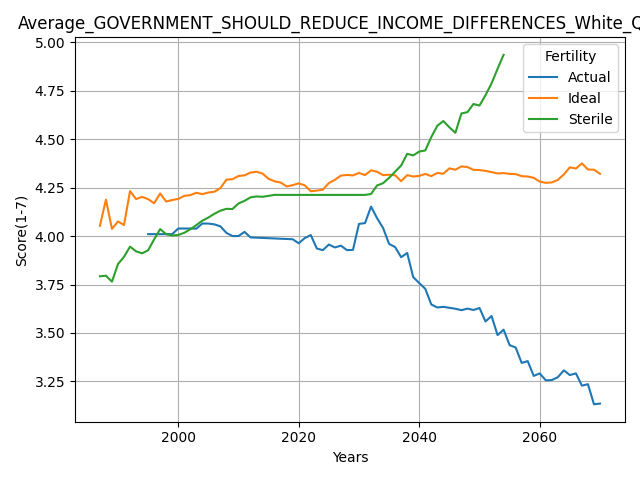 Average_GOVERNMENT_SHOULD_REDUCE_INCOME_DIFFERENCES_White_Q
Fertility
Actual
Ideal
Sterile
Score(1-7)
5.00
4.75
4.50
4.25
4.00
3.75
3.50
3.25
2000 2020 2040 2060
Years